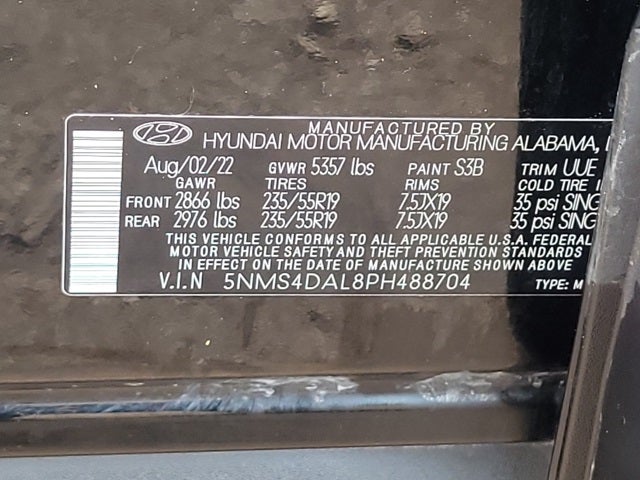 MANUFACTURED BY
HYUNDAI MOTOR MANUFACTURING ALABAMA,
Aug/02/22 GVWR 5357 lbs PAINT S3B TRIM UUE
GAWR TIRES RIMS COLD TIRE
FRONT 2866 lbs 235/55R19 7.5JX19 35 psi SING
REAR 2976 lbs 235/55R19 7.5JX19 35 psi SING
THIS VEHICLE CONFORMS TO ALL APPLICABLE U.S.A. FEDERAL
MOTOR VEHICLE SAFETY AND THEFT PREVENTION STANDARDS
IN EFFECT ON THE DATE OF MANUFACTURE SHOWN ABOVE
V.I.N 5NMS4DAL8PH488704 TYPE: M